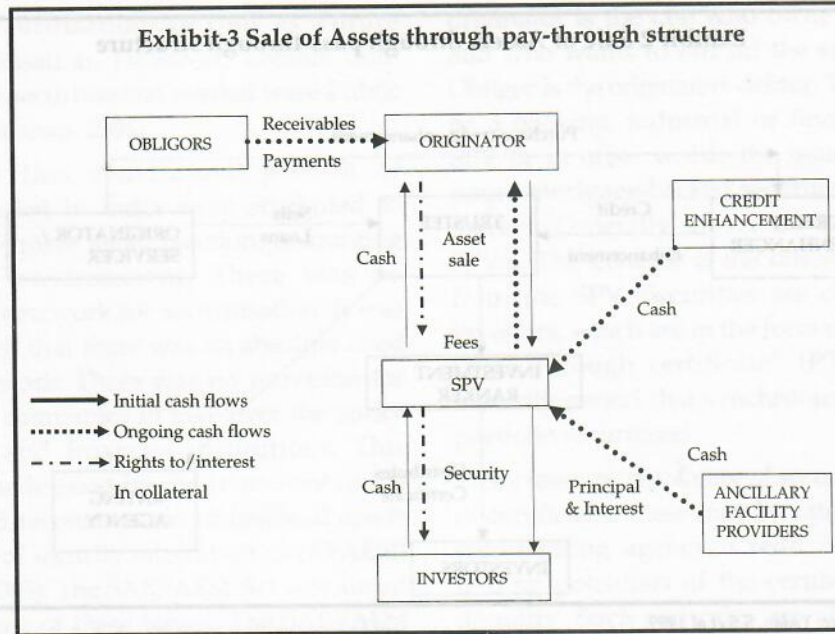 Exhibit-3 Sale of Assets through pay-through structure
OBLIGORS
Receivables
Payments
ORIGINATOR
CREDIT
ENHANCEMENT
Cash
Asset
sale
Cash
Fees
SPV
Initial cash flows
Ongoing cash flows
Rights to/interest
In collateral
Cash
Security
Principal
& Interest
Cash
ANCILLARY
FACILITY
PROVIDERS
INVESTORS